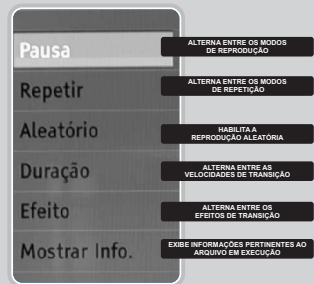 Pausa
ALTERNA ENTRE OS MODOS
DE REPRODUÇÃO
Repetir
ALTERNA ENTRE OS MODOS
DE REPETIÇÃO
Aleatório
HABILITA A
REPRODUÇÃO ALEATÓRIA
Duração
ALTERNA ENTRE AS
VELOCIDADES DE TRANSIÇÃO
Efeito
ALTERNA ENTRE OS
EFEITOS DE TRANSIÇÃO
Mostrar Info.
EXIBE INFORMAÇÕES PERTINENTES AO
ARQUIVO EM EXECUÇÃO